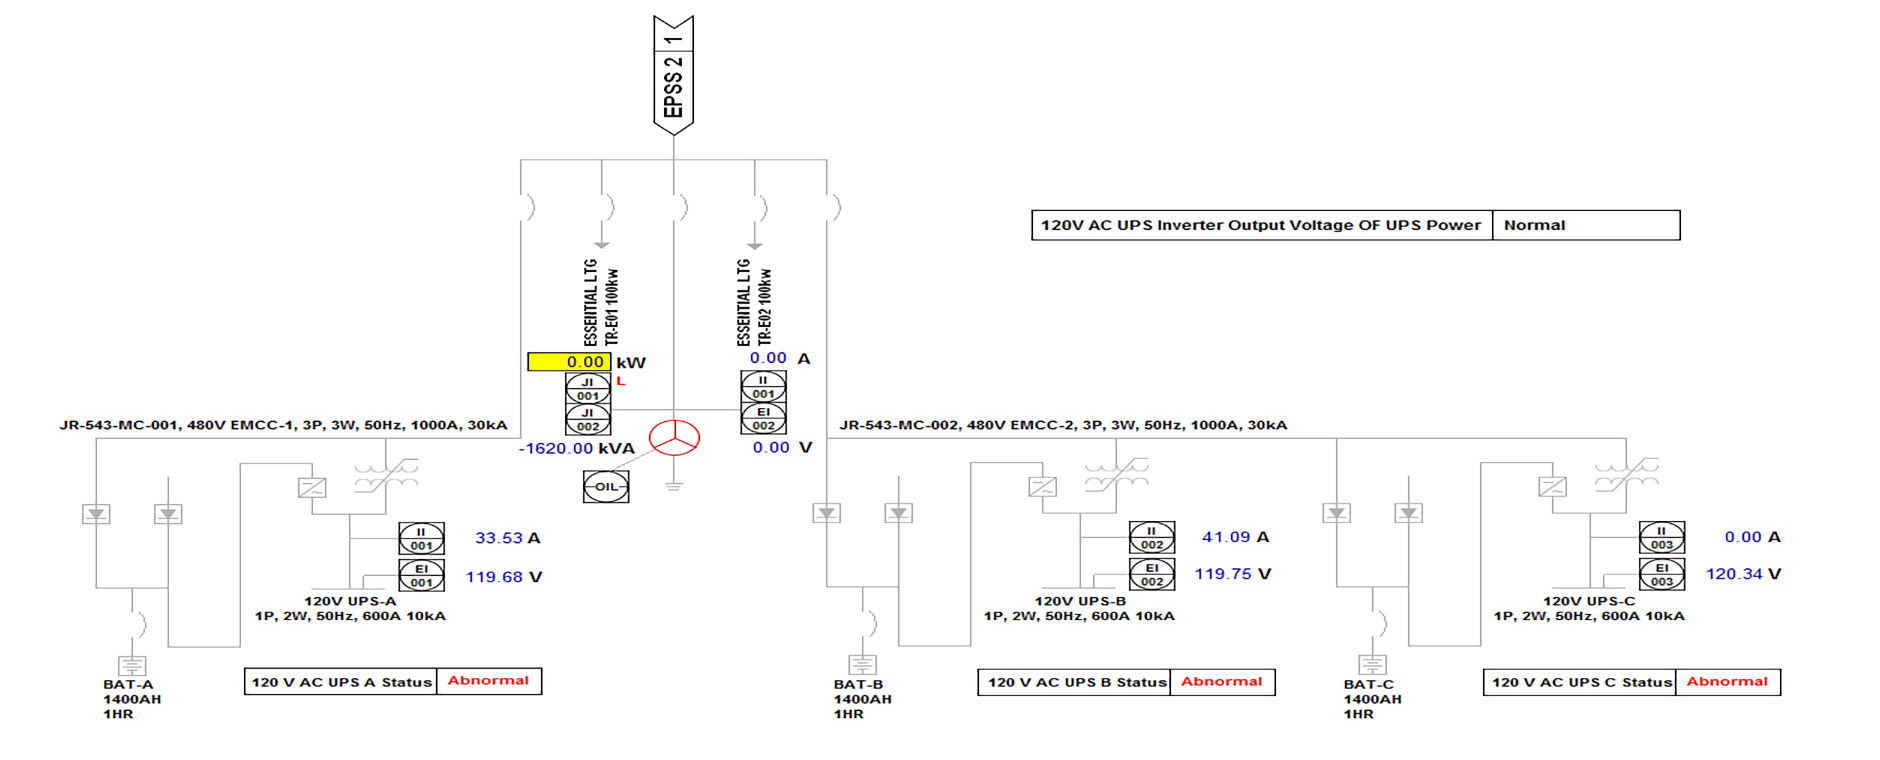 EPSS 2 1
120V AC UPS Inverter Output Voltage OF UPS Power Normal
ESSENTIAL LTG
TR-E01 100kw
ESSENTIAL LTG
TR-E02 100kw
0.00 kW
L
JI
001
JI
002
-1620.00 kVA
0.00 A
II
001
EI
002
0.00 V
OIL
JR-543-MC-001, 480V EMCC-1, 3P, 3W, 50Hz, 1000A, 30kA
JR-543-MC-002, 480V EMCC-2, 3P, 3W, 50Hz, 1000A, 30kA
II
001
33.53 A
EI
001
119.68 V
120V UPS-A
1P, 2W, 50Hz, 600A 10kA
BAT-A
1400AH
1HR
120 V AC UPS A Status Abnormal
II
002
41.09 A
EI
002
119.75 V
120V UPS-B
1P, 2W, 50Hz, 600A 10kA
BAT-B
1400AH
1HR
120 V AC UPS B Status Abnormal
II
003
0.00 A
EI
003
120.34 V
120V UPS-C
1P, 2W, 50Hz, 600A 10kA
BAT-C
1400AH
1HR
120 V AC UPS C Status Abnormal